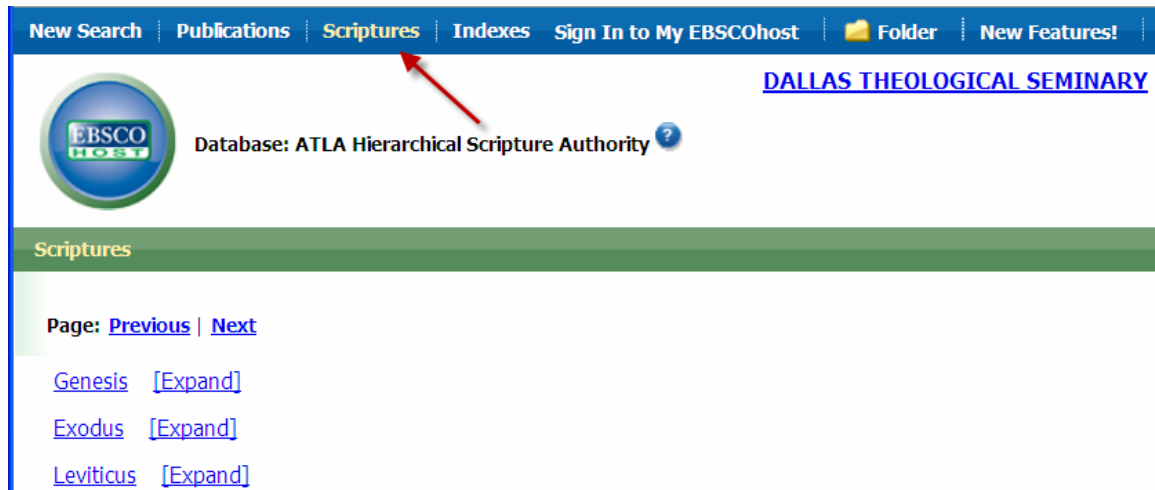 New Search Publications Scriptures Indexes Sign In to My EBSCOhost Folder New Features!
DALLAS THEOLOGICAL SEMINARY
EBSCO
HOST
Database: ATLA Hierarchical Scripture Authority ?
Scriptures
Page: Previous | Next
Genesis [Expand]
Exodus [Expand]
Leviticus [Expand]